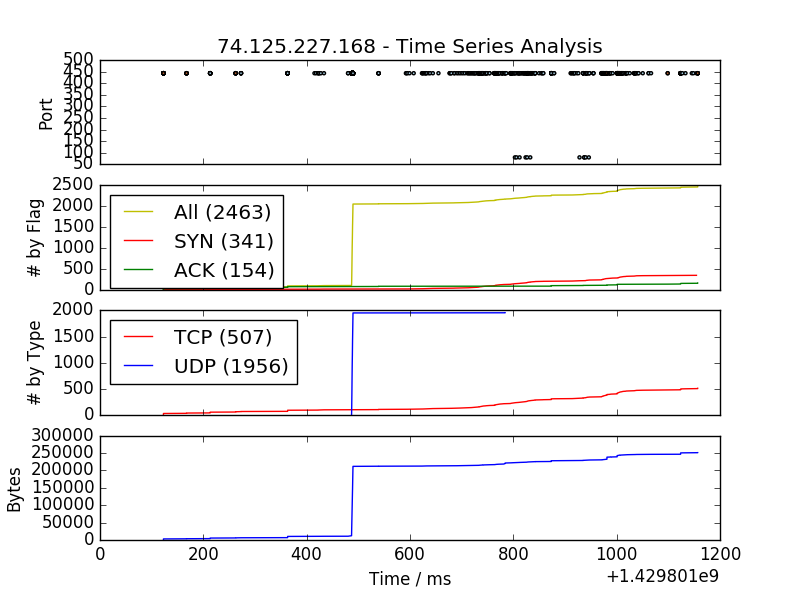 74.125.227.168 - Time Series Analysis
500
450
400
350
300
250
200
150
100
50
Port
2500
2000
1500
1000
500
0
# by Flag
All (2463)
SYN (341)
ACK (154)
2000
1500
1000
500
0
# by Type
TCP (507)
UDP (1956)
300000
250000
200000
150000
100000
50000
0
Bytes
0 200 400 600 800 1000 1200
Time / ms
+1.429801e9